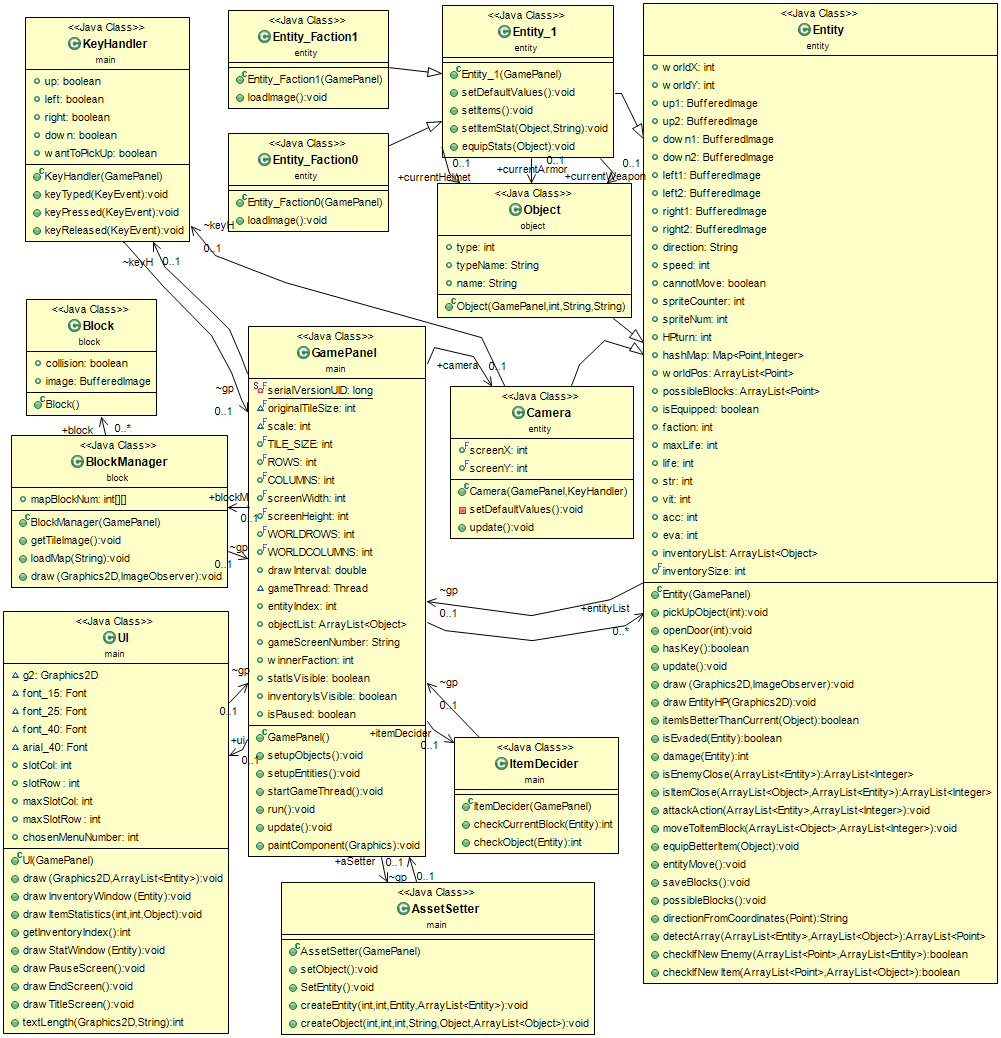 <<Java Class>>
KeyHandler
main
up: boolean
left: boolean
right: boolean
down: boolean
wantToPickUp: boolean
KeyHandler(GamePanel)
keyTyped(KeyEvent):void
keyPressed(KeyEvent):void
keyReleased(KeyEvent):void
<<Java Class>>
Entity_Faction1
entity
Entity_Faction1(GamePanel)
loadImage():void
<<Java Class>>
Entity_Faction0
entity
Entity_Faction0(GamePanel)
loadImage():void
<<Java Class>>
Entity_1
entity
Entity_1(GamePanel)
setDefaultValues():void
setItems():void
setItemStat(Object,String):void
equipStats(Object):void
0..1
+currentHelmet
0..1
+currentArmor
0..1
+currentWeapon
<<Java Class>>
Object
object
type: int
typeName: String
name: String
Object(GamePanel,int,String,String)
<<Java Class>>
Entity
entity
worldX: int
worldY: int
up1: BufferedImage
up2: BufferedImage
down1: BufferedImage
down2: BufferedImage
left1: BufferedImage
left2: BufferedImage
right1: BufferedImage
right2: BufferedImage
direction: String
speed: int
cannotMove: boolean
spriteCounter: int
spriteNum: int
HPturn: int
hashMap: Map<Point,Integer>
worldPos: ArrayList<Point>
possibleBlocks: ArrayList<Point>
isEquipped: boolean
faction: int
maxLife: int
life: int
str: int
vit: int
acc: int
eva: int
inventoryList: ArrayList<Object>
F
inventorySize: int
Entity(GamePanel)
pickUpObject(int):void
openDoor(int):void
hasKey():boolean
update():void
draw(Graphics2D,ImageObserver):void
drawEntityHP(Graphics2D):void
itemIsBetterThanCurrent(Object):boolean
isEvaded(Entity):boolean
damage(Entity):int
isEnemyClose(ArrayList<Entity>):ArrayList<Integer>
isItemClose(ArrayList<Object>,ArrayList<Entity>):ArrayList<Integer>
attackAction(ArrayList<Entity>,ArrayList<Integer>):void
moveToItemBlock(ArrayList<Object>,ArrayList<Integer>):void
equipBetterItem(Object):void
entityMove():void
saveBlocks():void
possibleBlocks():void
directionFromCoordinates(Point):String
detectArray(ArrayList<Entity>,ArrayList<Object>):ArrayList<Point>
checkIfNewEnemy(ArrayList<Point>,ArrayList<Entity>):boolean
checkIfNewItem(ArrayList<Point>,ArrayList<Object>):boolean
~keyH
0..1
~keyH
0..1
~gp
0..1
<<Java Class>>
Block
block
collision: boolean
image: BufferedImage
Block()
+block
0..*
<<Java Class>>
BlockManager
block
mapBlockNum: int[][]
BlockManager(GamePanel)
getTileImage():void
loadMap(String):void
draw(Graphics2D,ImageObserver):void
+blockM
0..1
~gp
0..1
<<Java Class>>
GamePanel
main
serialVersionUID: long
originalTileSize: int
scale: int
TILE_SIZE: int
ROWS: int
COLUMNS: int
screenWidth: int
screenHeight: int
WORLDROWS: int
WORLDCOLUMNS: int
drawInterval: double
gameThread: Thread
entityIndex: int
objectList: ArrayList<Object>
gameScreenNumber: String
winnerFaction: int
statIsVisible: boolean
inventoryIsVisible: boolean
isPaused: boolean
GamePanel()
setupObjects():void
setupEntities():void
startGameThread():void
run():void
update():void
paintComponent(Graphics):void
+camera
0..1
<<Java Class>>
Camera
entity
screenX: int
screenY: int
Camera(GamePanel,KeyHandler)
setDefaultValues():void
update():void
~gp
0..1
+entityList
0..*
~gp
0..1
+itemDecider
0..1
<<Java Class>>
ItemDecider
main
ItemDecider(GamePanel)
checkCurrentBlock(Entity):int
checkObject(Entity):int
<<Java Class>>
UI
main
g2: Graphics2D
font_15: Font
font_25: Font
font_40: Font
arial_40: Font
slotCol: int
slotRow: int
maxSlotCol: int
maxSlotRow: int
chosenMenuNumber: int
UI(GamePanel)
draw(Graphics2D,ArrayList<Entity>):void
drawInventoryWindow(Entity):void
drawItemStatistics(int,int,Object):void
getInventoryIndex():int
drawStatWindow(Entity):void
drawPauseScreen():void
drawEndScreen():void
drawTitleScreen():void
textLength(Graphics2D,String):int
~gp
0..1
+ui
0..1
+aSetter
0..1
~gp
0..1
<<Java Class>>
AssetSetter
main
AssetSetter(GamePanel)
setObject():void
SetEntity():void
createEntity(int,int,Entity,ArrayList<Entity>):void
createObject(int,int,int,String,Object,ArrayList<Object>):void